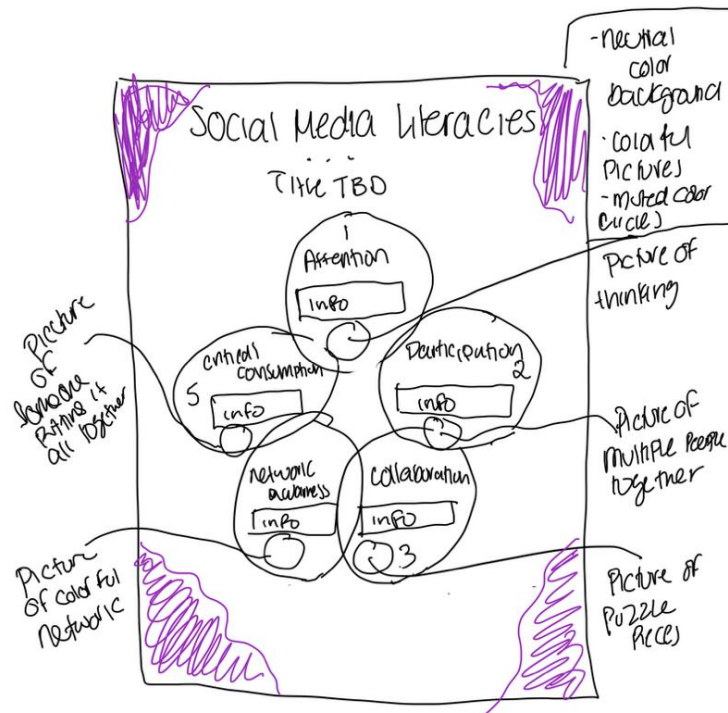 Social Media Literacies
...
Title TBD
1
Attention
info
Critical
consumption
5
info
Participation
2
info
Network
awareness
info
Collaboration
info
3
-neutral
color
background
-colorful
Pictures
-muted color
circles
Picture of
thinking
Picture of
multiple people
together
Picture of
Puzzle
Pieces
Picture
of
someone
putting it
all together
Picture
of colorful
network